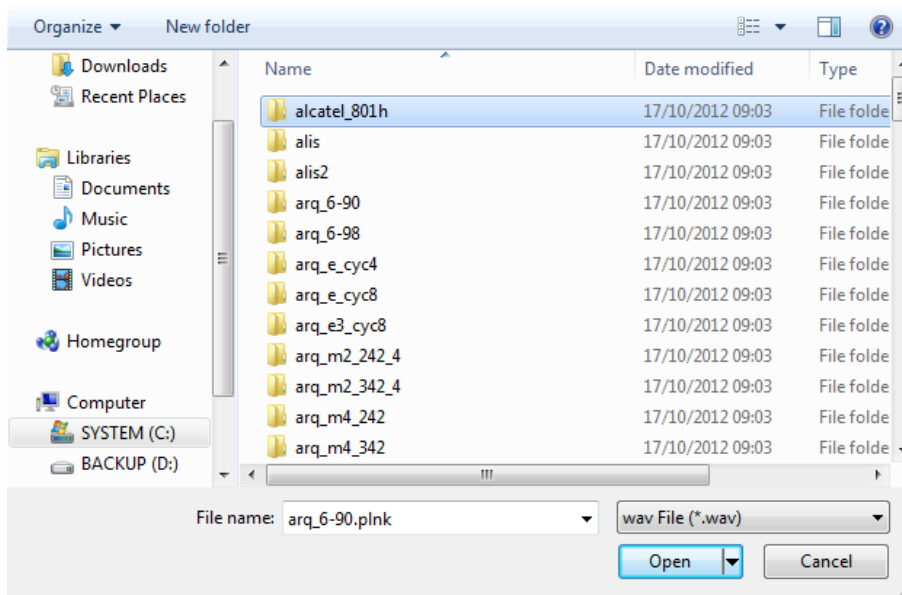 Organize New folder
Downloads
Recent Places
Libraries
Documents
Music
Pictures
Videos
Homegroup
Computer
SYSTEM (C:)
BACKUP (D:)
Name Date modified Type
alcatel_801h 17/10/2012 09:03 File folde
alis 17/10/2012 09:03 File folde
alis2 17/10/2012 09:03 File folde
arq_6-90 17/10/2012 09:03 File folde
arq_6-98 17/10/2012 09:03 File folde
arq_e_cyc4 17/10/2012 09:03 File folde
arq_e_cyc8 17/10/2012 09:03 File folde
arq_e3_cyc8 17/10/2012 09:03 File folde
arq_m2_242_4 17/10/2012 09:03 File folde
arq_m2_342_4 17/10/2012 09:03 File folde
arq_m4_242 17/10/2012 09:03 File folde
arq_m4_342 17/10/2012 09:03 File folde
File name: arq_6-90.plnk wav File (*.wav)
Open Cancel